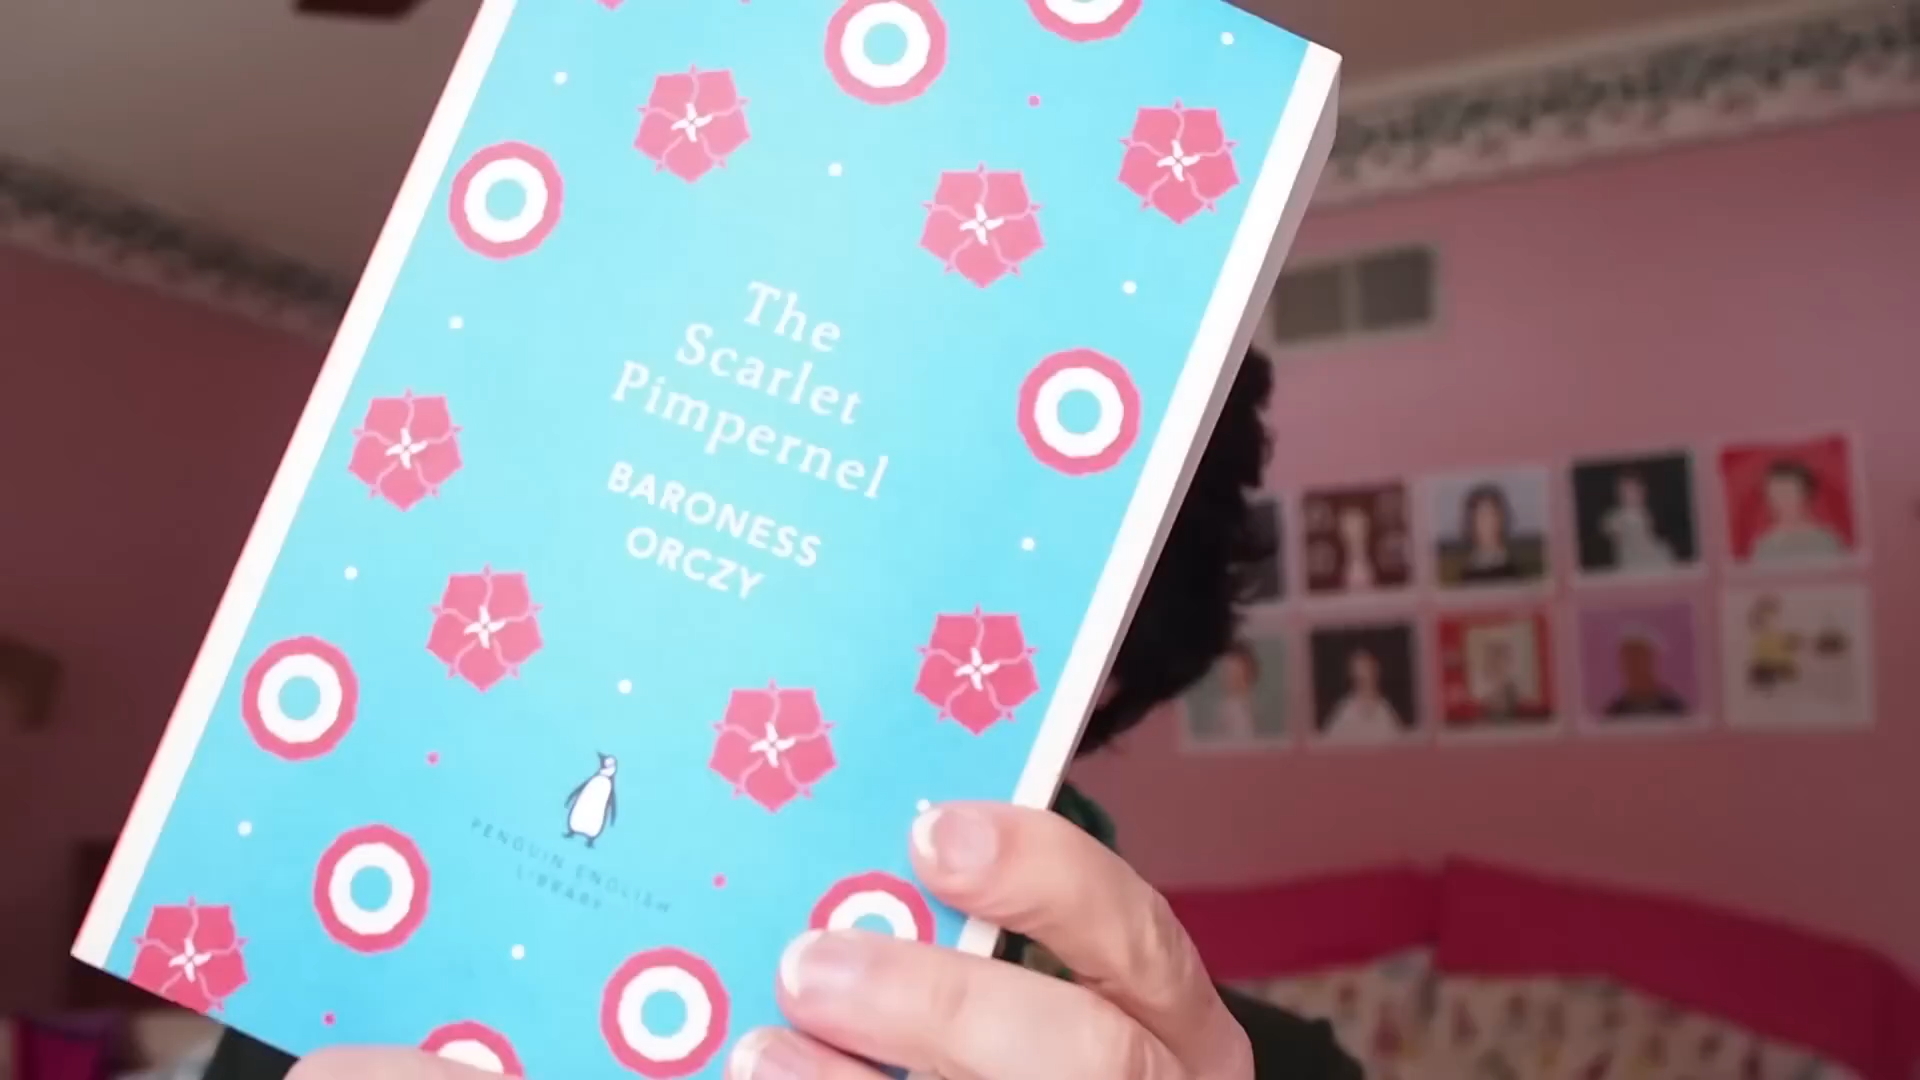 The
Scarlet
Pimpernel
BARONESS
ORCZY
PENGUIN ENGLISH
LIBRARY